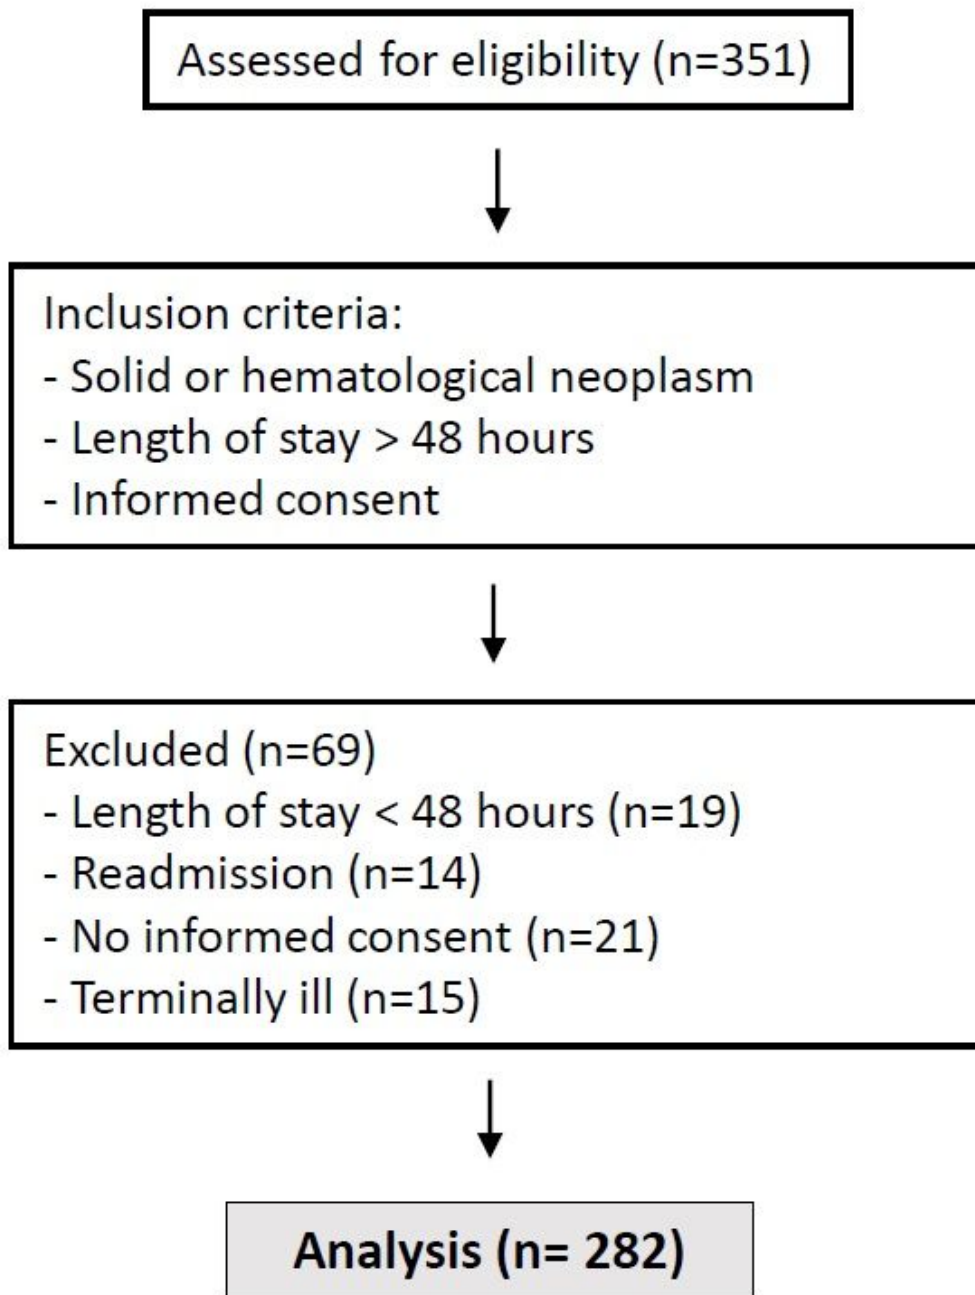 Assessed for eligibility (n=351)
Inclusion criteria:
- Solid or hematological neoplasm
- Length of stay > 48 hours
- Informed consent
Excluded (n=69)
- Length of stay < 48 hours (n=19)
- Readmission (n=14)
- No informed consent (n=21)
- Terminally ill (n=15)
Analysis (n= 282)